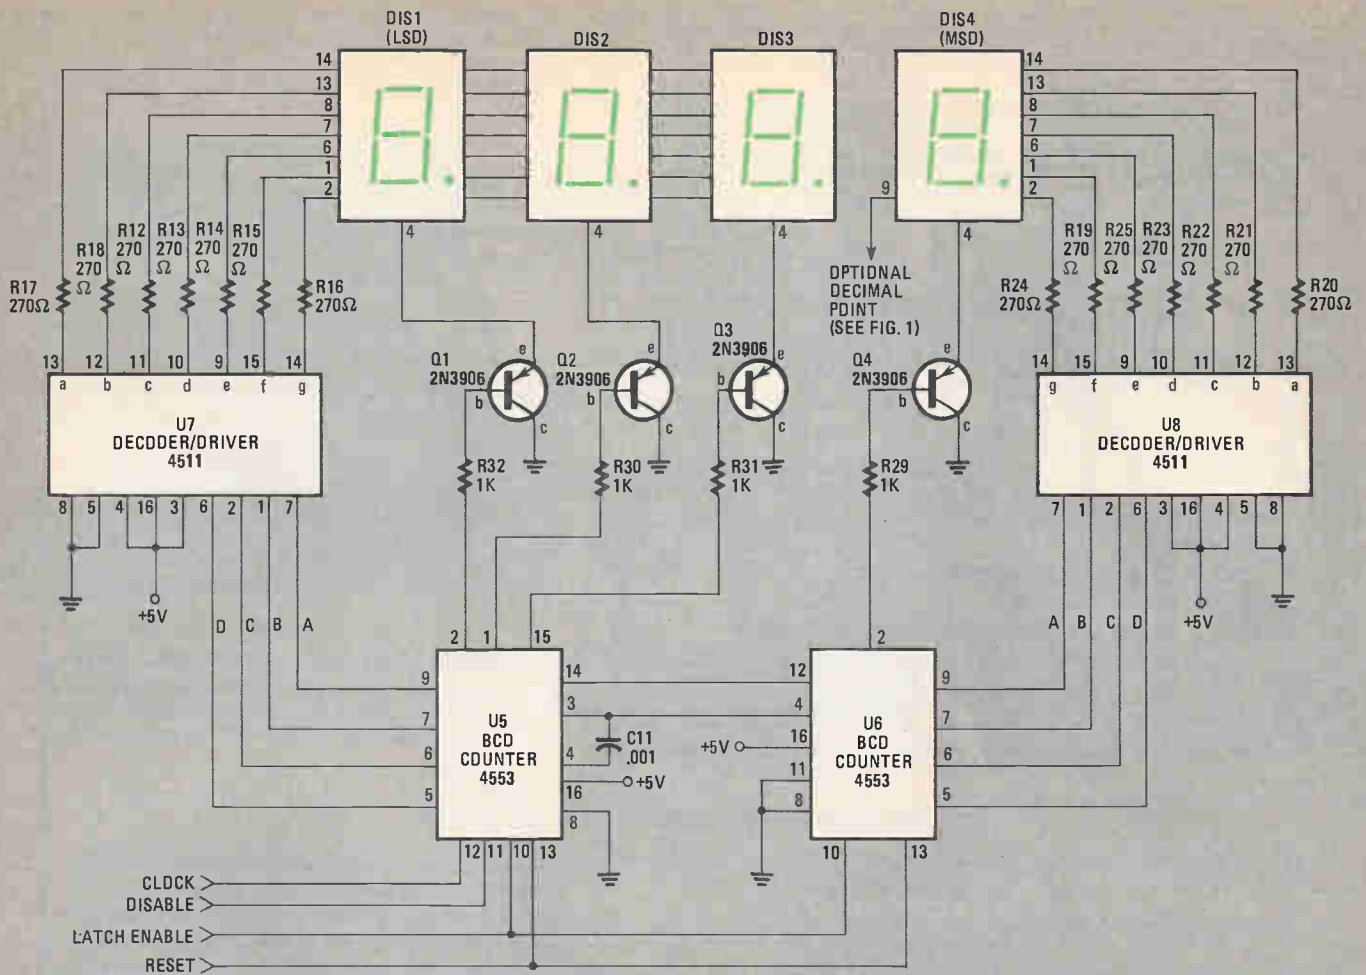 DIS1
(LSD)
DIS2
DIS3
DIS4
(MSD)
14
13
8
7
6
1
2
4
4
4
4
9
14
13
8
7
6
1
2
OPTIONAL
DECIMAL
POINT
(SEE FIG. 1)
R17
270Ω
R18
270
Ω
R12
270
Ω
R13
270
Ω
R14
270
Ω
R15
270
Ω
R16
270Ω
R24
270Ω
R19
270
Ω
R25
270
Ω
R23
270
Ω
R22
270
Ω
R21
270
Ω
R20
270Ω
13 12 11 10 9 15 14
a b c d e f g
U7
DECODER/DRIVER
4511
8 5 4 16 3 6 2 1 7
+5V
D C B A
Q1
2N3906
e
b
c
Q2
2N3906
e
b
c
Q3
2N3906
e
b
c
Q4
2N3906
e
b
c
R32
1K
R30
1K
R31
1K
R29
1K
14 15 9 10 11 12 13
g f e d c b a
U8
DECODER/DRIVER
4511
7 1 2 6 3 16 4 5 8
A B C D
+5V
2 1 15
9
7
6
5
U5
BCD
COUNTER
4553
14
3
4
16
8
12 11 10 13
C11
.001
+5V
+5V
2
12
4
16
11
8
U6
BCD
COUNTER
4553
9
7
6
5
10 13
CLOCK
DISABLE
LATCH ENABLE
RESET